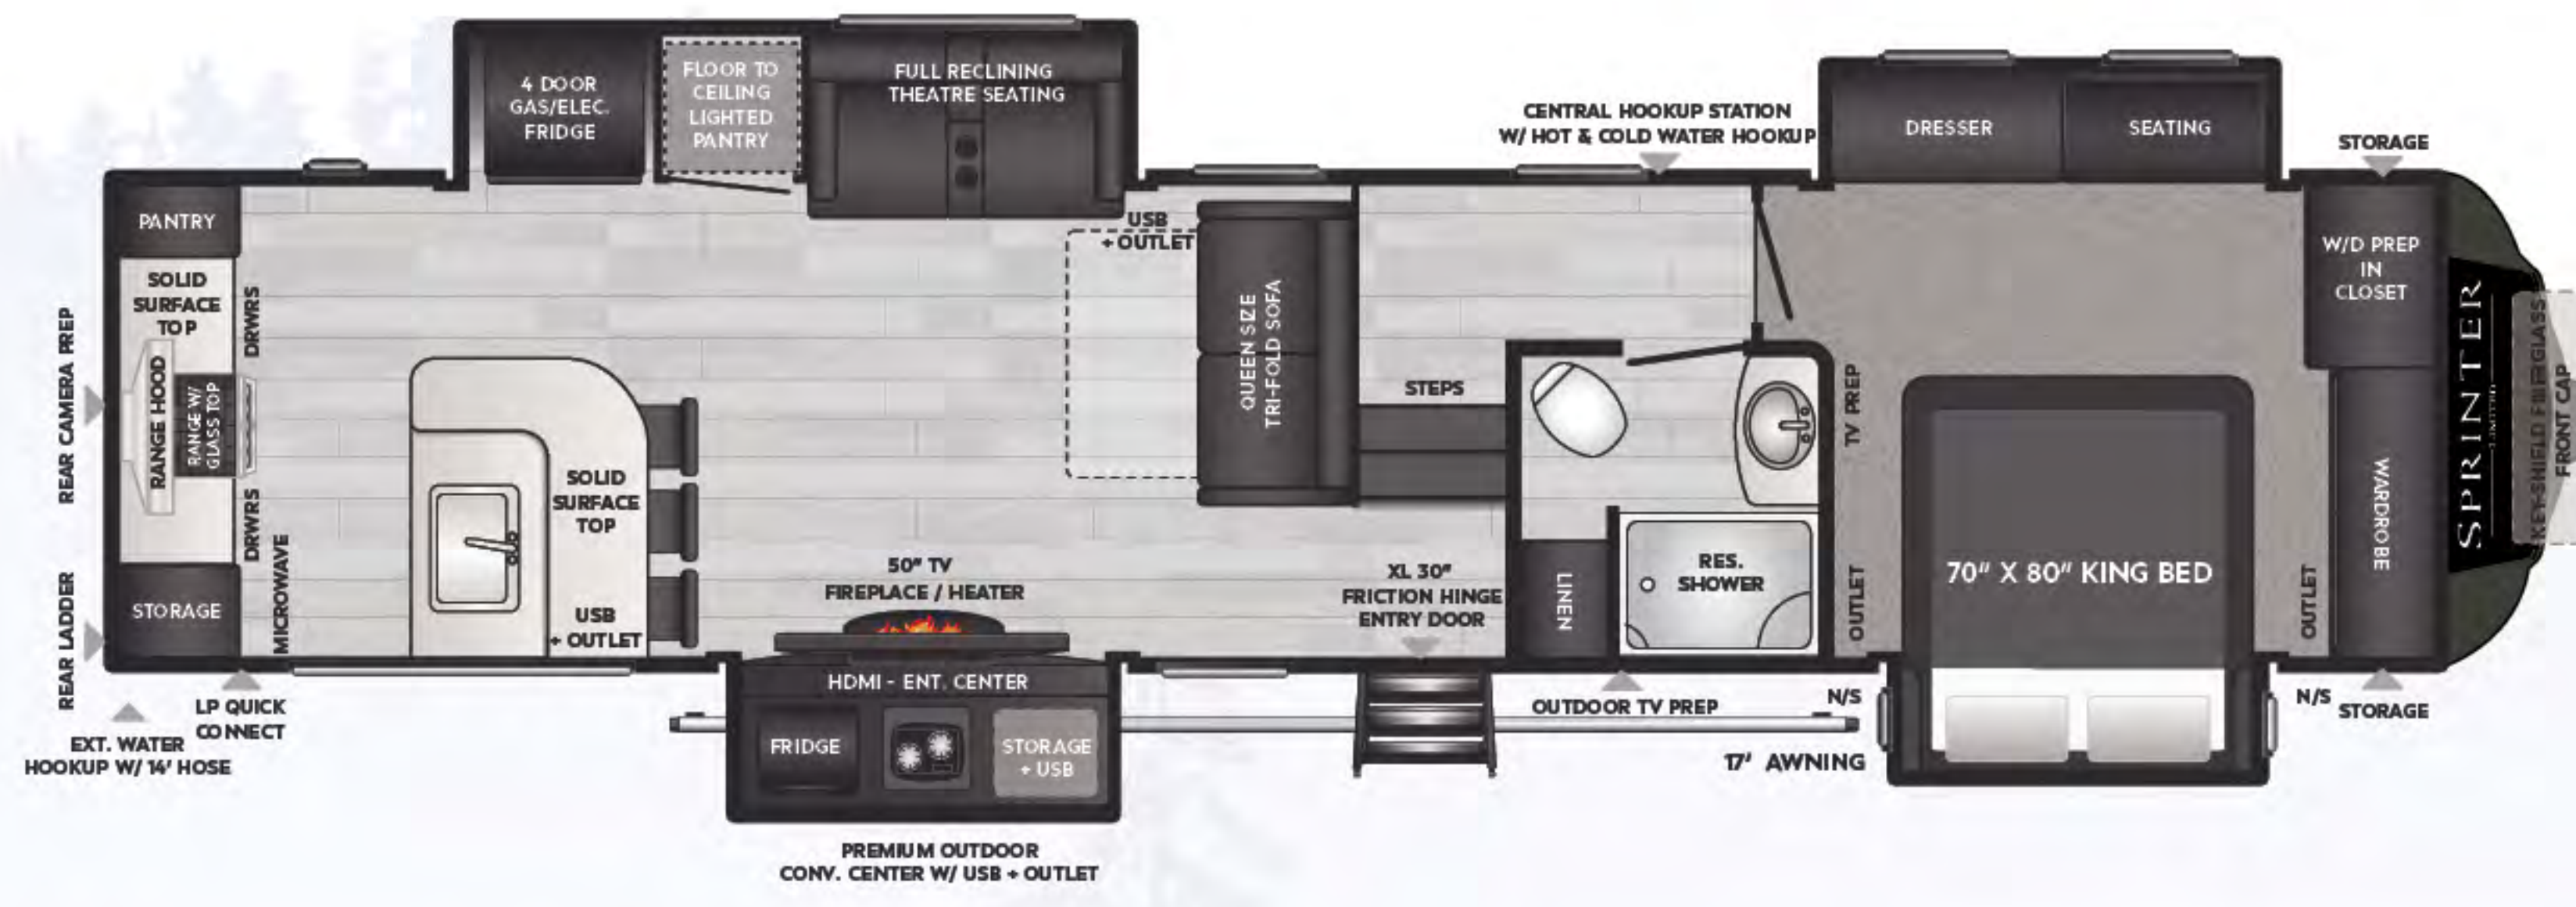 4 DOOR
GAS/ELEC.
FRIDGE
FLOOR TO
CEILING
LIGHTED
PANTRY
FULL RECLINING
THEATRE SEATING
CENTRAL HOOKUP STATION
W/ HOT & COLD WATER HOOKUP
DRESSER
SEATING
STORAGE
PANTRY
SOLID
SURFACE
TOP
DRWRS
RANGE HOOD
RANGE W/
GLASS TOP
DRWRS
MICROWAVE
STORAGE
REAR CAMERA PREP
REAR LADDER
EXT. WATER
HOOKUP W/ 14' HOSE
LP QUICK
CONNECT
SOLID
SURFACE
TOP
USB
+ OUTLET
USB
+ OUTLET
QUEEN SIZE
TRI-FOLD SOFA
STEPS
50" TV
FIREPLACE / HEATER
HDMI - ENT. CENTER
FRIDGE
STORAGE
+ USB
PREMIUM OUTDOOR
CONV. CENTER W/ USB + OUTLET
XL 30"
FRICTION HINGE
ENTRY DOOR
LINEN
RES.
SHOWER
OUTDOOR TV PREP
17' AWNING
TV PREP
OUTLET
N/S
70" X 80" KING BED
OUTLET
N/S
STORAGE
W/D PREP
IN
CLOSET
WARDROBE
SPRINTER
LIMITED
KEY-SHIELD FIBERGLASS
FRONT CAP